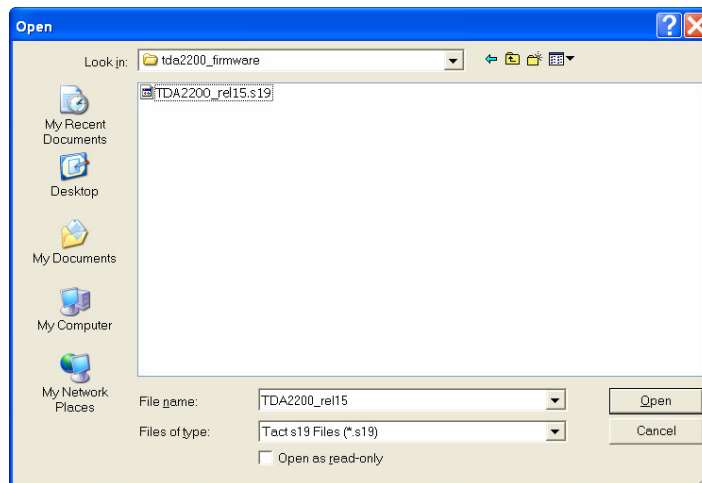 Open
Look in: tda2200_firmware
TDA2200_rel15.s19
My Recent
Documents
Desktop
My Documents
My Computer
My Network
Places
File name: TDA2200_rel15 Open
Files of type: Tact s19 Files (*.s19) Cancel
Open as read-only